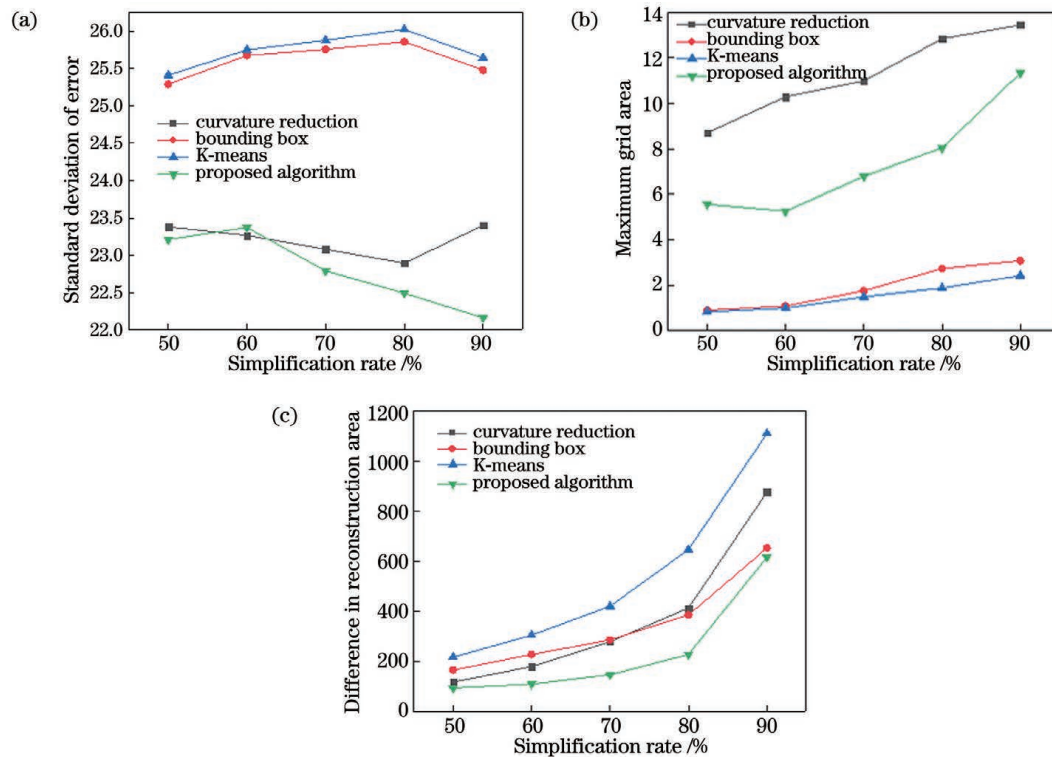 (a)
26.0
25.5
25.0
24.5
24.0
23.5
23.0
22.5
22.0
Standard deviation of error
curvature reduction
bounding box
K-means
proposed algorithm
50 60 70 80 90
Simplification rate /%
(b)
14
12
10
8
6
4
2
0
Maximum grid area
curvature reduction
bounding box
K-means
proposed algorithm
50 60 70 80 90
Simplification rate /%
(c)
1200
1000
800
600
400
200
0
Difference in reconstruction area
curvature reduction
bounding box
K-means
proposed algorithm
50 60 70 80 90
Simplification rate /%